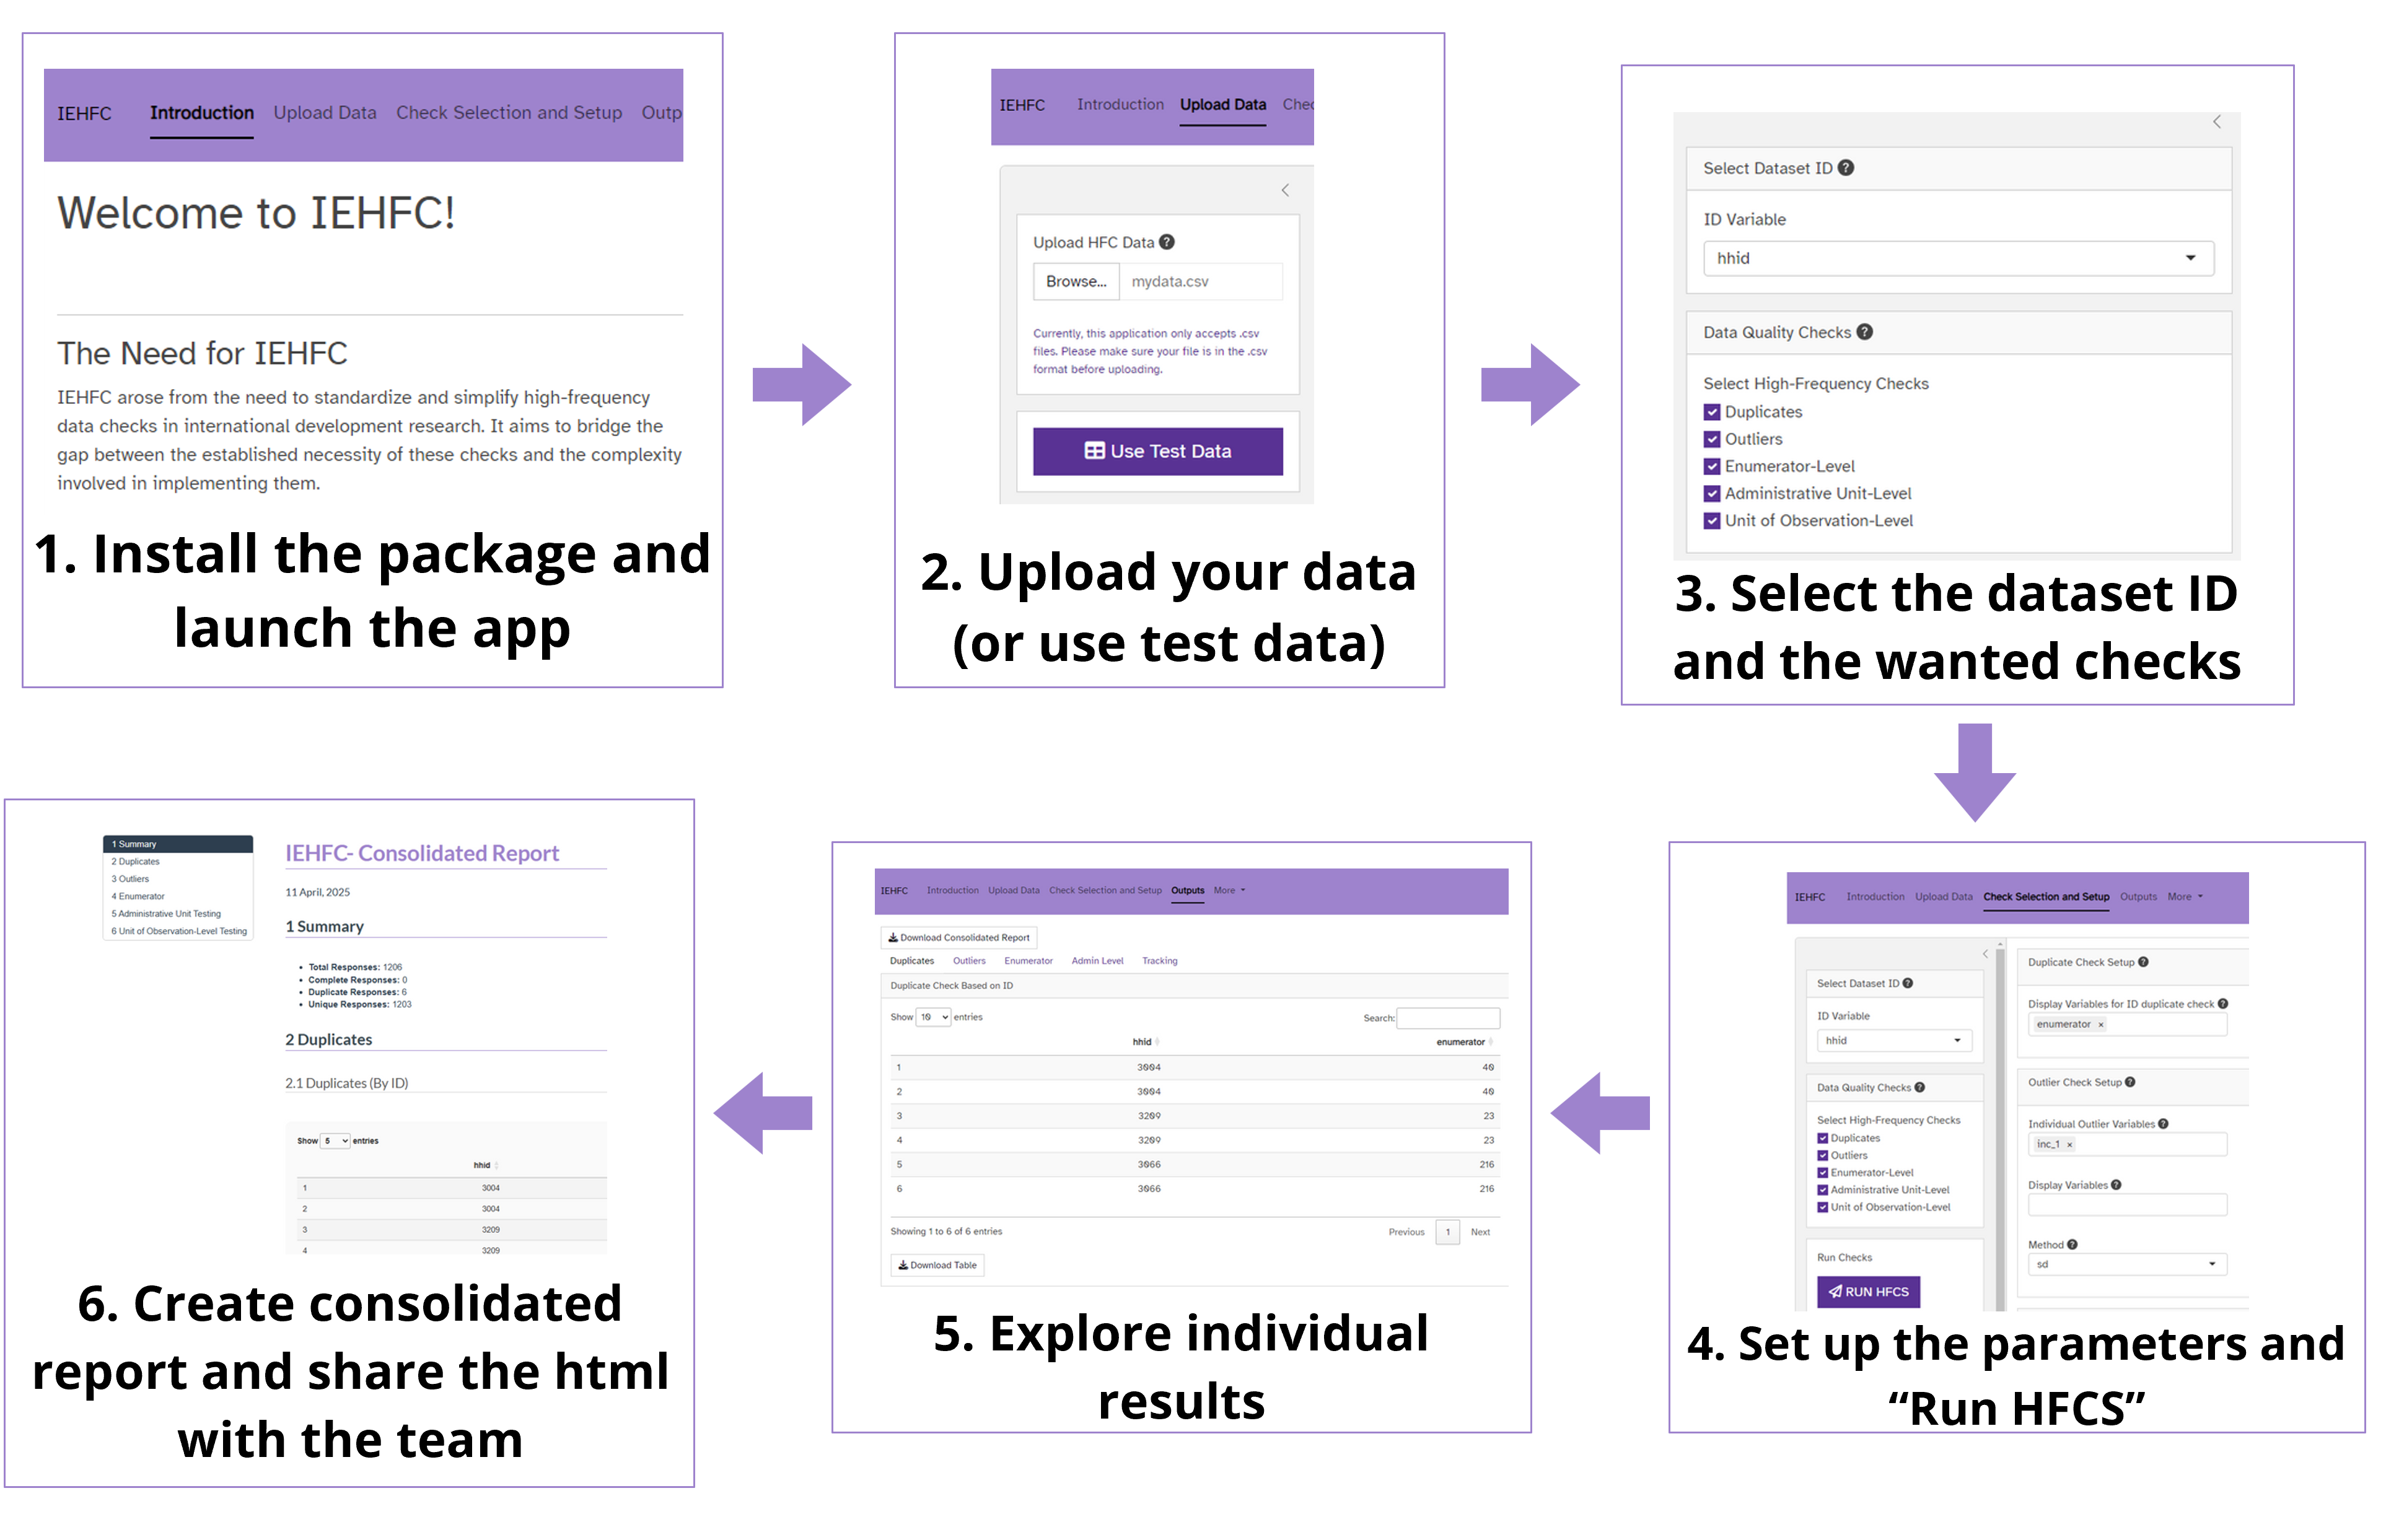 IEHFC Introduction Upload Data Check Selection and Setup Outp
Welcome to IEHFC!
The Need for IEHFC
IEHFC arose from the need to standardize and simplify high-frequency
data checks in international development research. It aims to bridge the
gap between the established necessity of these checks and the complexity
involved in implementing them.
1. Install the package and
launch the app
IEHFC Introduction Upload Data Chec
Upload HFC Data ?
Browse... mydata.csv
Currently, this application only accepts .csv
files. Please make sure your file is in the .csv
format before uploading.
Use Test Data
2. Upload your data
(or use test data)
Select Dataset ID ?
ID Variable
hhid
Data Quality Checks ?
Select High-Frequency Checks
Duplicates
Outliers
Enumerator-Level
Administrative Unit-Level
Unit of Observation-Level
3. Select the dataset ID
and the wanted checks
IEHFC Introduction Upload Data Check Selection and Setup Outputs More
Select Dataset ID ?
ID Variable
hhid
Data Quality Checks ?
Select High-Frequency Checks
Duplicates
Outliers
Enumerator-Level
Administrative Unit-Level
Unit of Observation-Level
Run Checks
RUN HFCS
Duplicate Check Setup ?
Display Variables for ID duplicate check ?
enumerator ×
Outlier Check Setup ?
Individual Outlier Variables ?
inc_1 ×
Display Variables ?
Method ?
sd
4. Set up the parameters and
“Run HFCS”
IEHFC Introduction Upload Data Check Selection and Setup Outputs More
Download Consolidated Report
Duplicates Outliers Enumerator Admin Level Tracking
Duplicate Check Based on ID
Show 10 entries Search:
hhid enumerator
1 3004 40
2 3004 40
3 3209 23
4 3209 23
5 3066 216
6 3066 216
Showing 1 to 6 of 6 entries Previous 1 Next
Download Table
5. Explore individual
results
1 Summary
2 Duplicates
3 Outliers
4 Enumerator
5 Administrative Unit Testing
6 Unit of Observation-Level Testing
IEHFC- Consolidated Report
11 April, 2025
1 Summary
• Total Responses: 1206
• Complete Responses: 0
• Duplicate Responses: 6
• Unique Responses: 1203
2 Duplicates
2.1 Duplicates (By ID)
Show 5 entries
hhid
1 3004
2 3004
3 3209
4 3209
6. Create consolidated
report and share the html
with the team